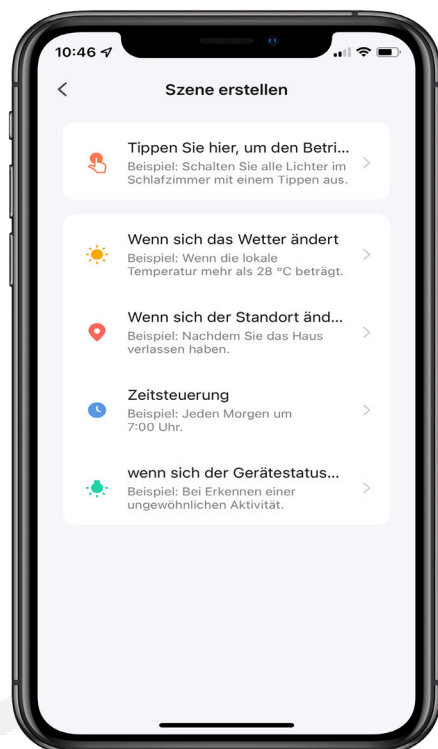 10:46
Szene erstellen
Tippen Sie hier, um den Betri...
Beispiel: Schalten Sie alle Lichter im
Schlafzimmer mit einem Tippen aus.
Wenn sich das Wetter ändert
Beispiel: Wenn die lokale
Temperatur mehr als 28 °C beträgt.
Wenn sich der Standort änd...
Beispiel: Nachdem Sie das Haus
verlassen haben.
Zeitsteuerung
Beispiel: Jeden Morgen um
7:00 Uhr.
wenn sich der Gerätestatus...
Beispiel: Bei Erkennen einer
ungewöhnlichen Aktivität.